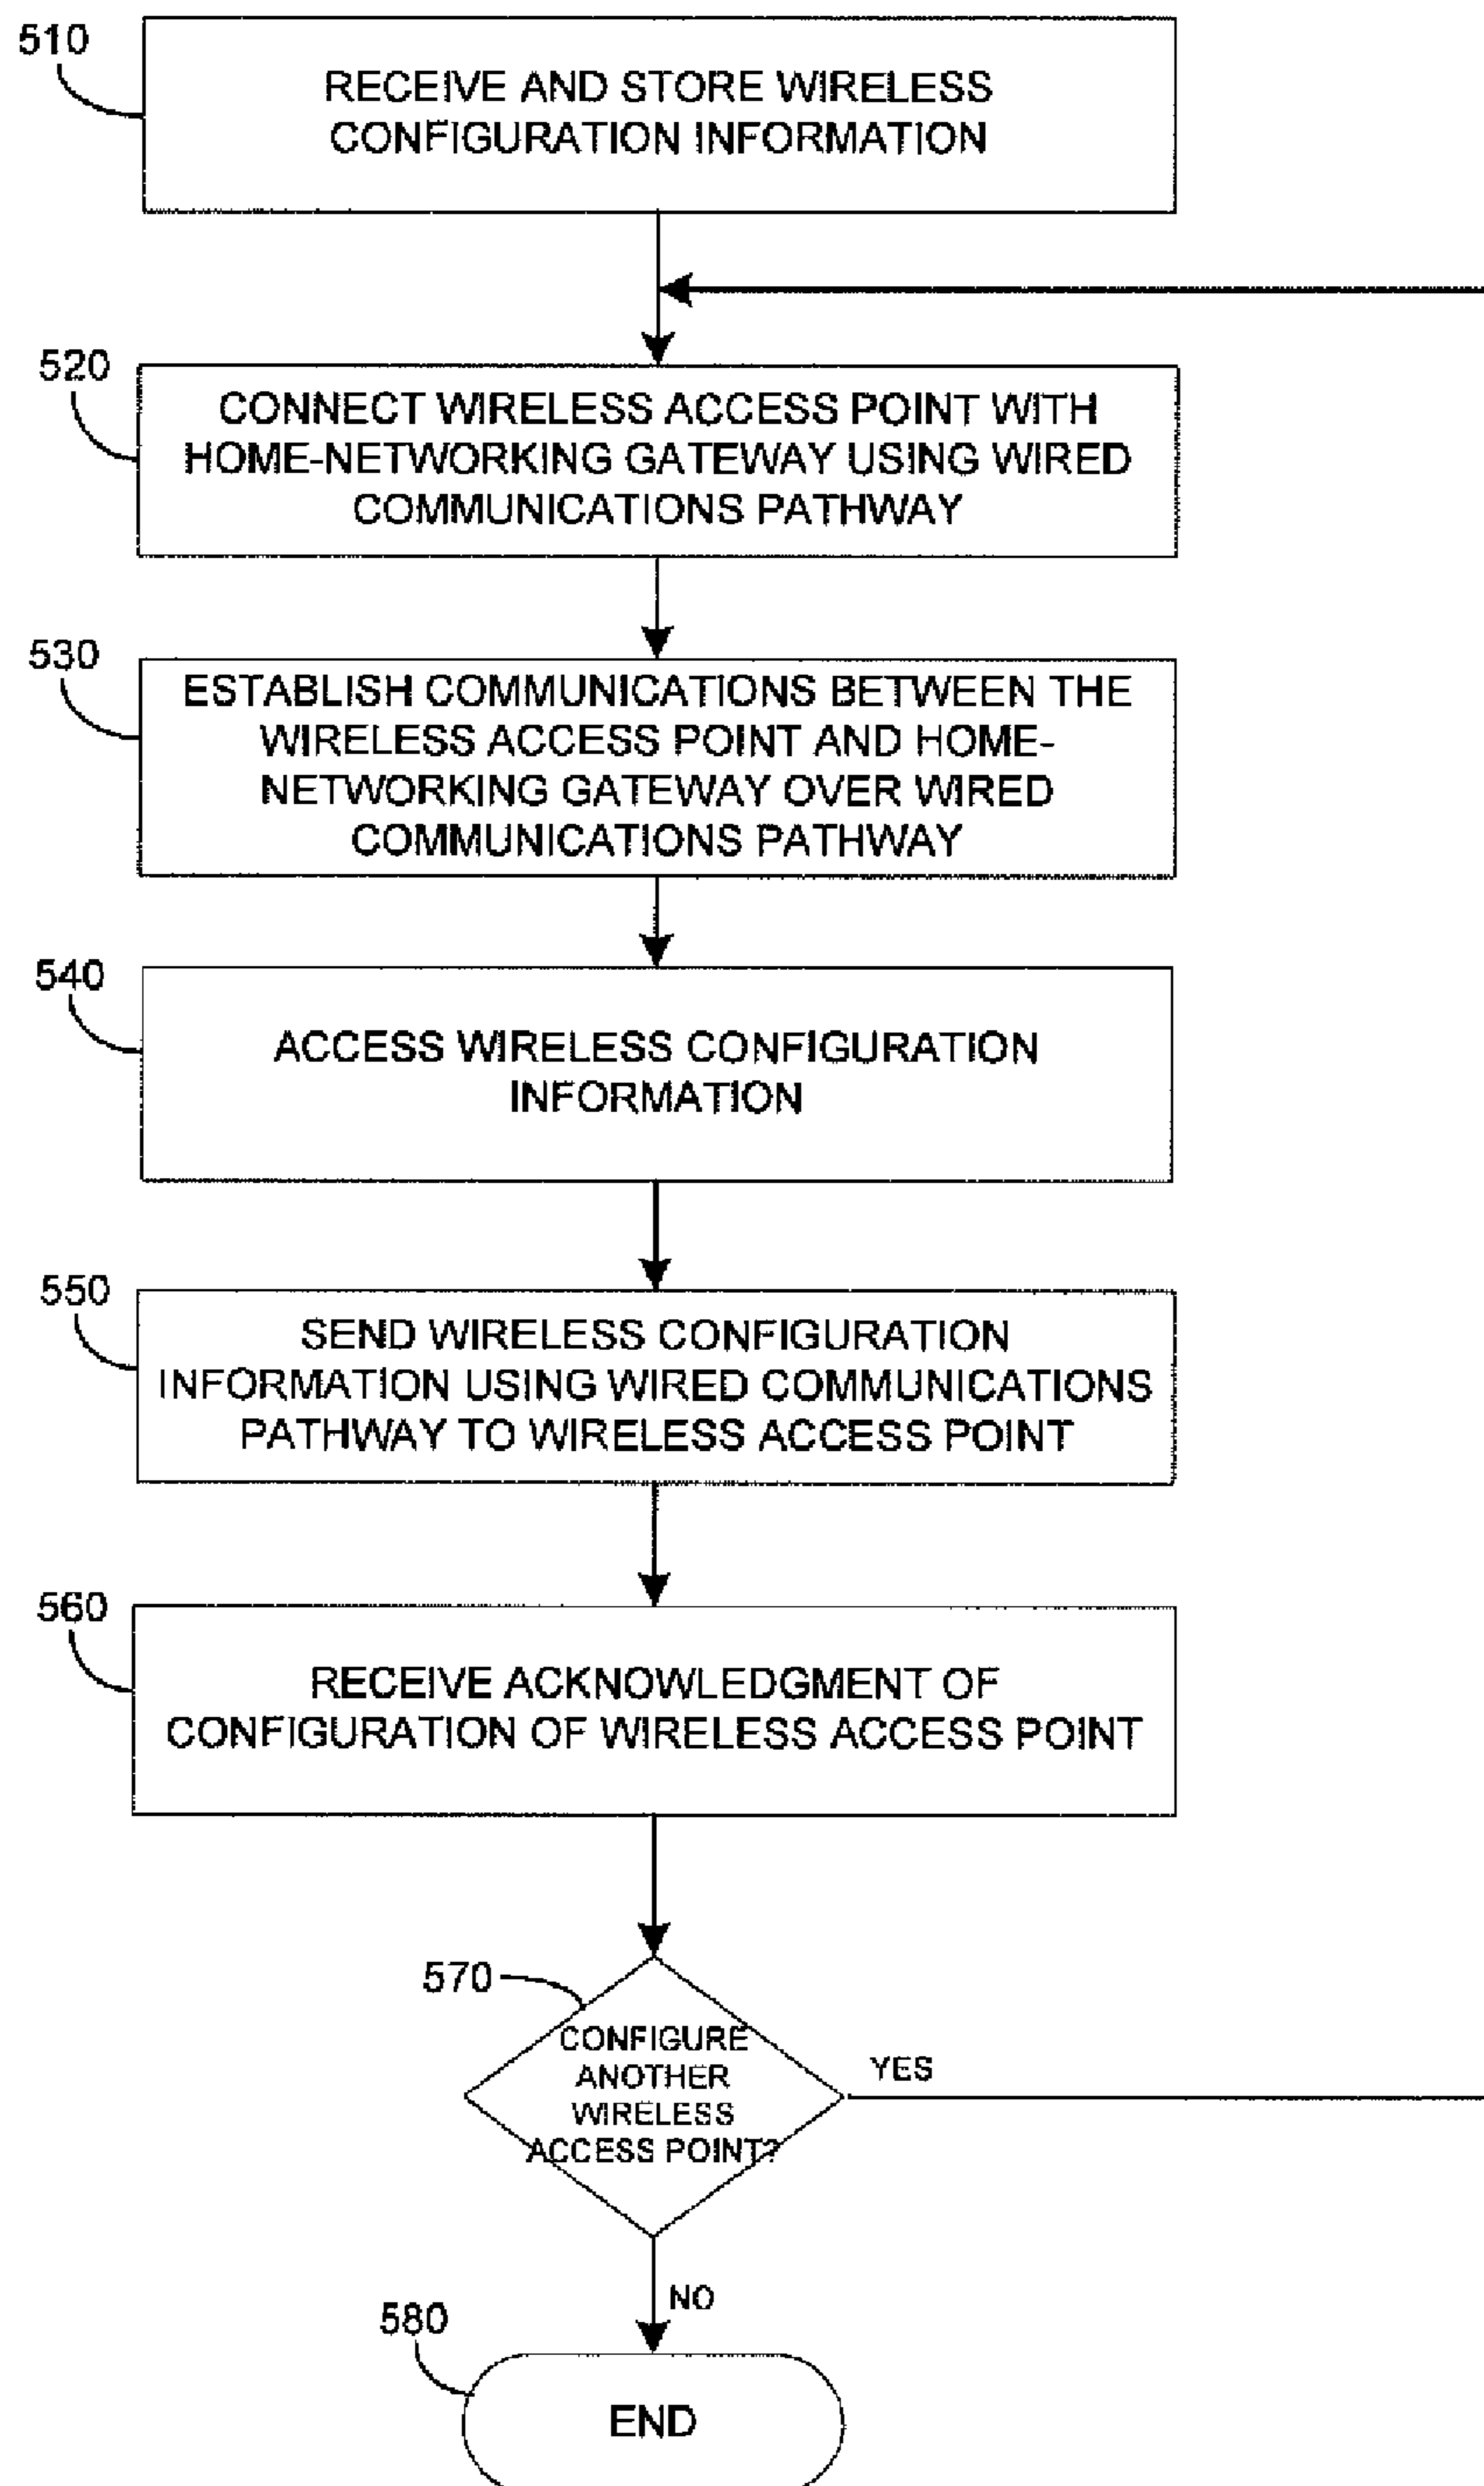 510
RECEIVE AND STORE WIRELESS
CONFIGURATION INFORMATION
520
CONNECT WIRELESS ACCESS POINT WITH
HOME-NETWORKING GATEWAY USING WIRED
COMMUNICATIONS PATHWAY
530
ESTABLISH COMMUNICATIONS BETWEEN THE
WIRELESS ACCESS POINT AND HOME-
NETWORKING GATEWAY OVER WIRED
COMMUNICATIONS PATHWAY
540
ACCESS WIRELESS CONFIGURATION
INFORMATION
550
SEND WIRELESS CONFIGURATION
INFORMATION USING WIRED COMMUNICATIONS
PATHWAY TO WIRELESS ACCESS POINT
560
RECEIVE ACKNOWLEDGMENT OF
CONFIGURATION OF WIRELESS ACCESS POINT
570
CONFIGURE
ANOTHER
WIRELESS
ACCESS POINT?
YES
NO
580
END